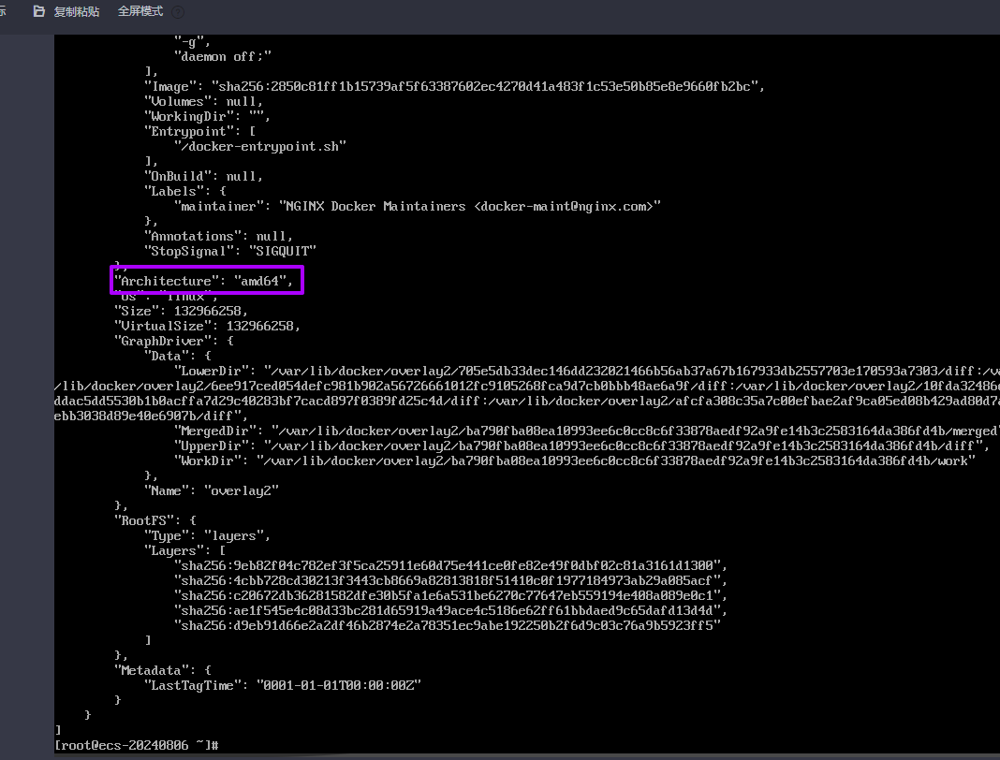 标 复制粘贴 全屏模式 ?
"-g",
"daemon off;"
],
"Image": "sha256:2850c81ff1b15739af5f63387602ec4270d41a483f1c53e50b85e8e9660fb2bc",
"Volumes": null,
"WorkingDir": "",
"Entrypoint": [
"/docker-entrypoint.sh"
],
"OnBuild": null,
"Labels": {
"maintainer": "NGINX Docker Maintainers <docker-maint@nginx.com>"
},
"Annotations": null,
"StopSignal": "SIGQUIT"
},
"Architecture": "amd64",
"Os": "linux",
"Size": 132966258,
"VirtualSize": 132966258,
"GraphDriver": {
"Data": {
"LowerDir": "/var/lib/docker/overlay2/705e5db33dec146dd232021466b56ab37a67b167933db2557703e170593a7303/diff:/va
/lib/docker/overlay2/6ee917ced054defc981b902a56726661012fc9105268fca9d7cb0bbb48ae6a9f/diff:/var/lib/docker/overlay2/10fda32486c
ddac5dd5530b1b0acffa7d29c40283bf7cacd897f0389fd25c4d/diff:/var/lib/docker/overlay2/afcfa308c35a7c00efbae2af9ca05ed08b429ad80d7a
ebb3038d89e40e6907b/diff",
"MergedDir": "/var/lib/docker/overlay2/ba790fba08ea10993ee6c0cc8c6f33878aedf92a9fe14b3c2583164da386fd4b/merged"
"UpperDir": "/var/lib/docker/overlay2/ba790fba08ea10993ee6c0cc8c6f33878aedf92a9fe14b3c2583164da386fd4b/diff",
"WorkDir": "/var/lib/docker/overlay2/ba790fba08ea10993ee6c0cc8c6f33878aedf92a9fe14b3c2583164da386fd4b/work"
},
"Name": "overlay2"
},
"RootFS": {
"Type": "layers",
"Layers": [
"sha256:9eb82f04c782ef3f5ca25911e60d75e441ce0fe82e49f0dbf02c81a3161d1300",
"sha256:4cbb728cd30213f3443cb8669a82813818f51410c0f1977184973ab29a085acf",
"sha256:c20672db36281582dfe30b5fa1e6a531be6270c77647eb559194e408a089e0c1",
"sha256:ae1f545e4c08d33bc281d65919a49ace4c5186e62ff61bbdaed9c65dafd13d4d",
"sha256:d9eb91d66e2a2df46b2874e2a78351ec9abe192250b2f6d9c03c76a9b5923ff5"
]
},
"Metadata": {
"LastTagTime": "0001-01-01T00:00:00Z"
}
}
]
[root@ecs-20240806 ~]#